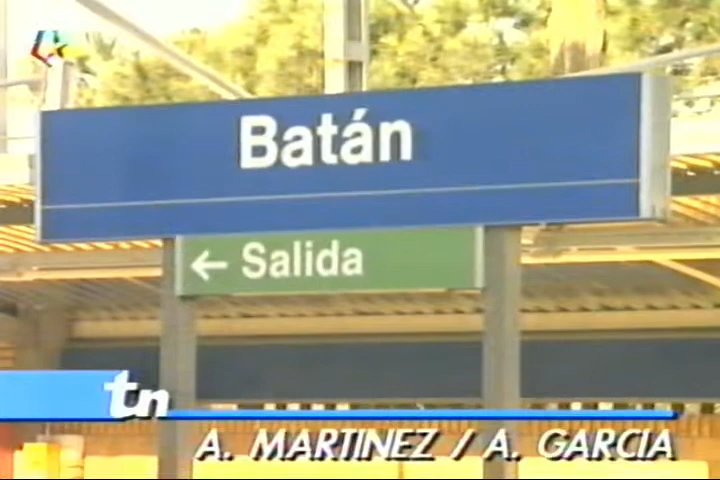 Batán
← Salida
tn
A. MARTINEZ / A. GARCIA